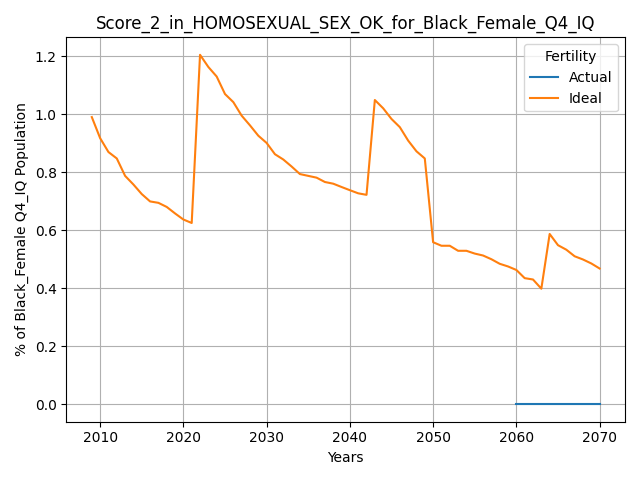 Score_2_in_HOMOSEXUAL_SEX_OK_for_Black_Female_Q4_IQ
Fertility
Actual
Ideal
% of Black_Female Q4_IQ Population
1.2
1.0
0.8
0.6
0.4
0.2
0.0
2010 2020 2030 2040 2050 2060 2070
Years